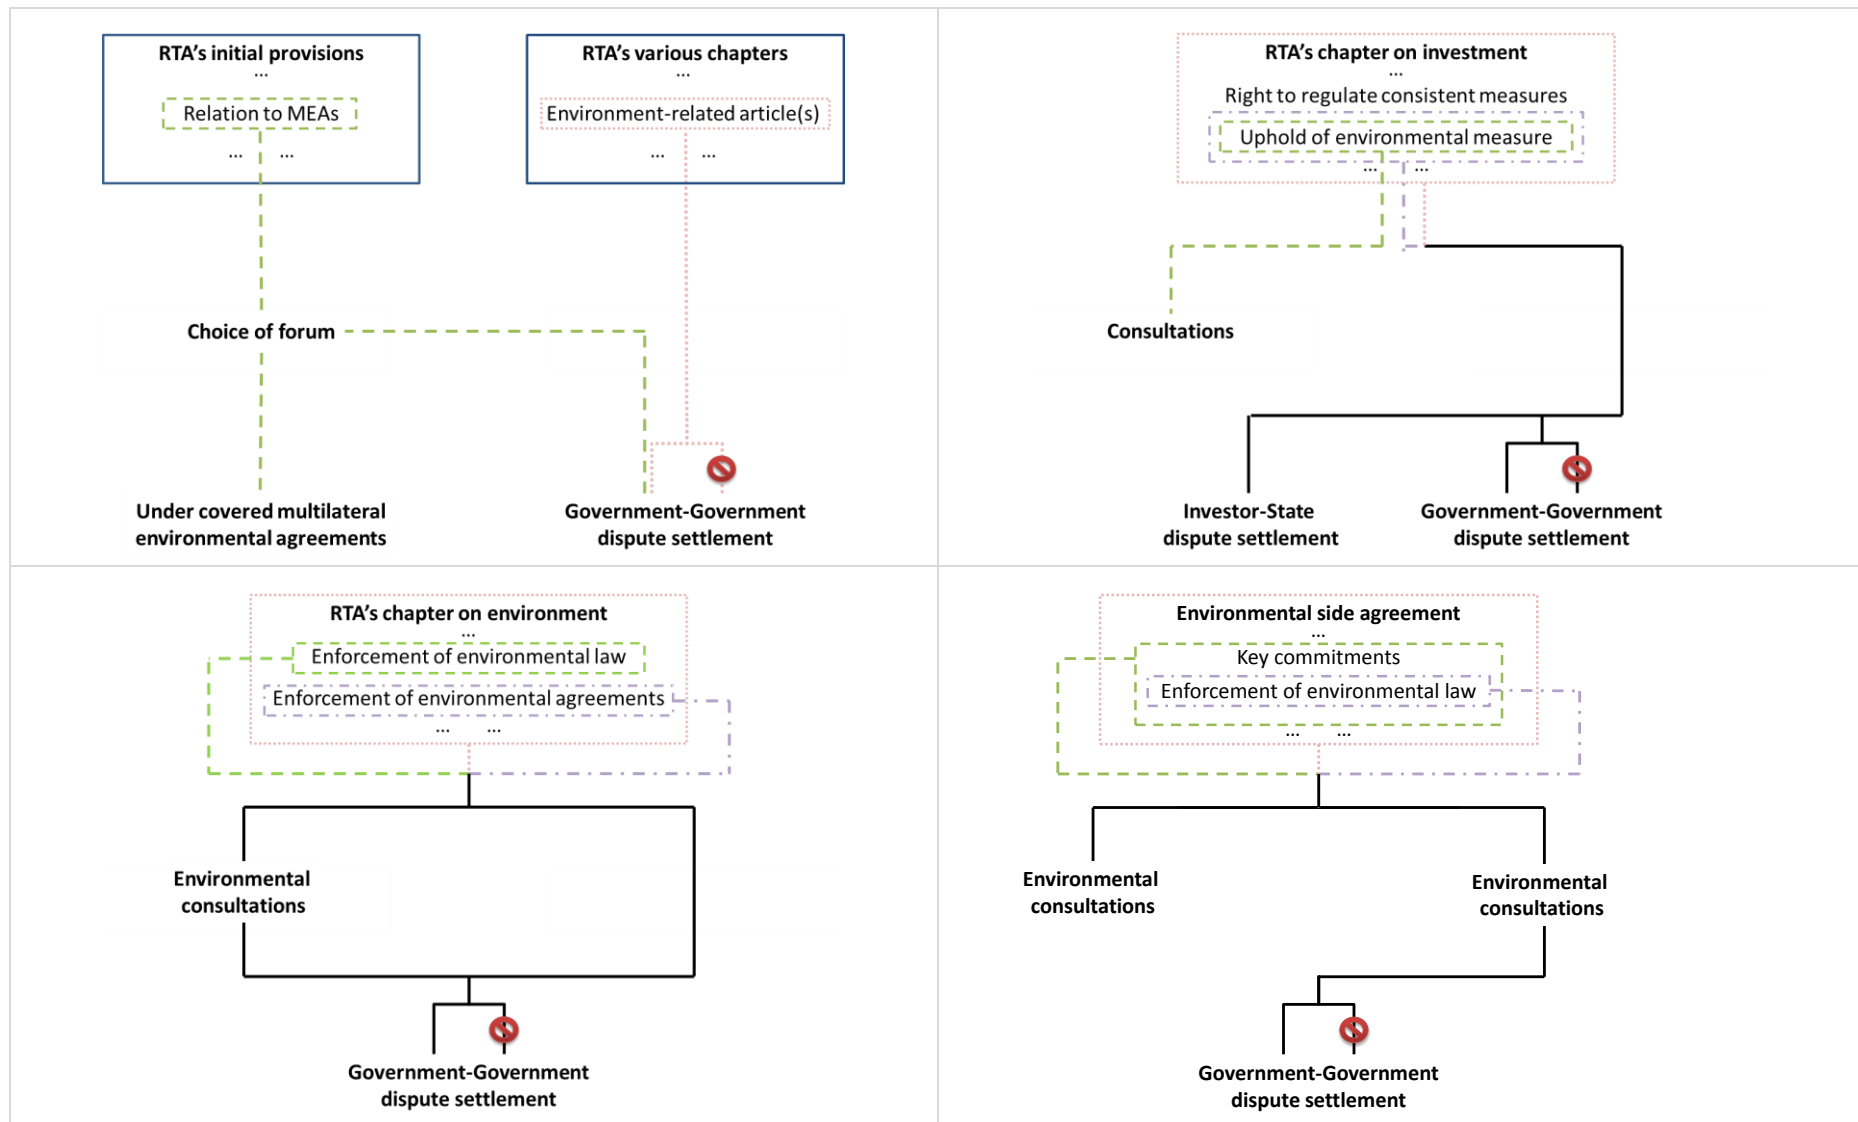 RTA's initial provisions
...
Relation to MEAs
... ...
RTA's various chapters
...
Environment-related article(s)
... ...
Choice of forum
Under covered multilateral
environmental agreements
Government-Government
dispute settlement
RTA's chapter on investment
...
Right to regulate consistent measures
Uphold of environmental measure
... ...
Consultations
Investor-State
dispute settlement
Government-Government
dispute settlement
RTA's chapter on environment
...
Enforcement of environmental law
Enforcement of environmental agreements
... ...
Environmental
consultations
Government-Government
dispute settlement
Environmental side agreement
...
Key commitments
Enforcement of environmental law
... ...
Environmental
consultations
Environmental
consultations
Government-Government
dispute settlement